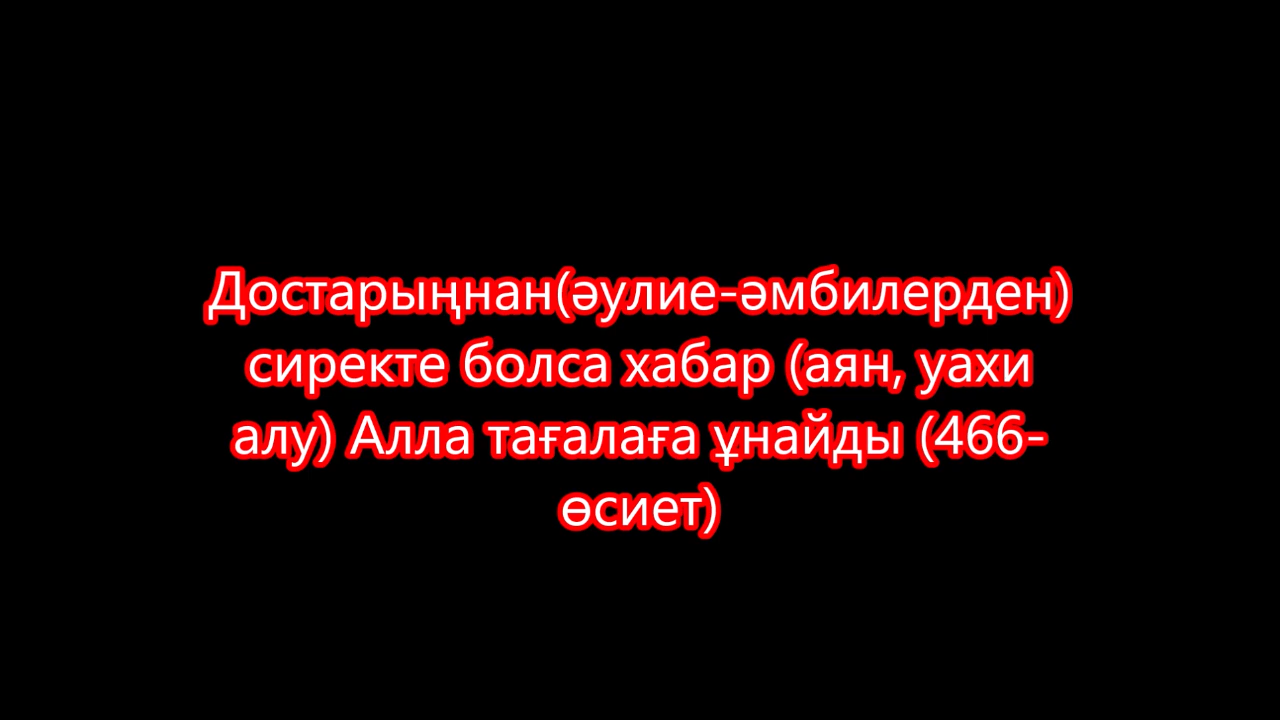 Достарыңнан(әулие-әмбилерден)
сиректе болса хабар (аян, уахи
алу) Алла тағалаға ұнайды (466-
өсиет)